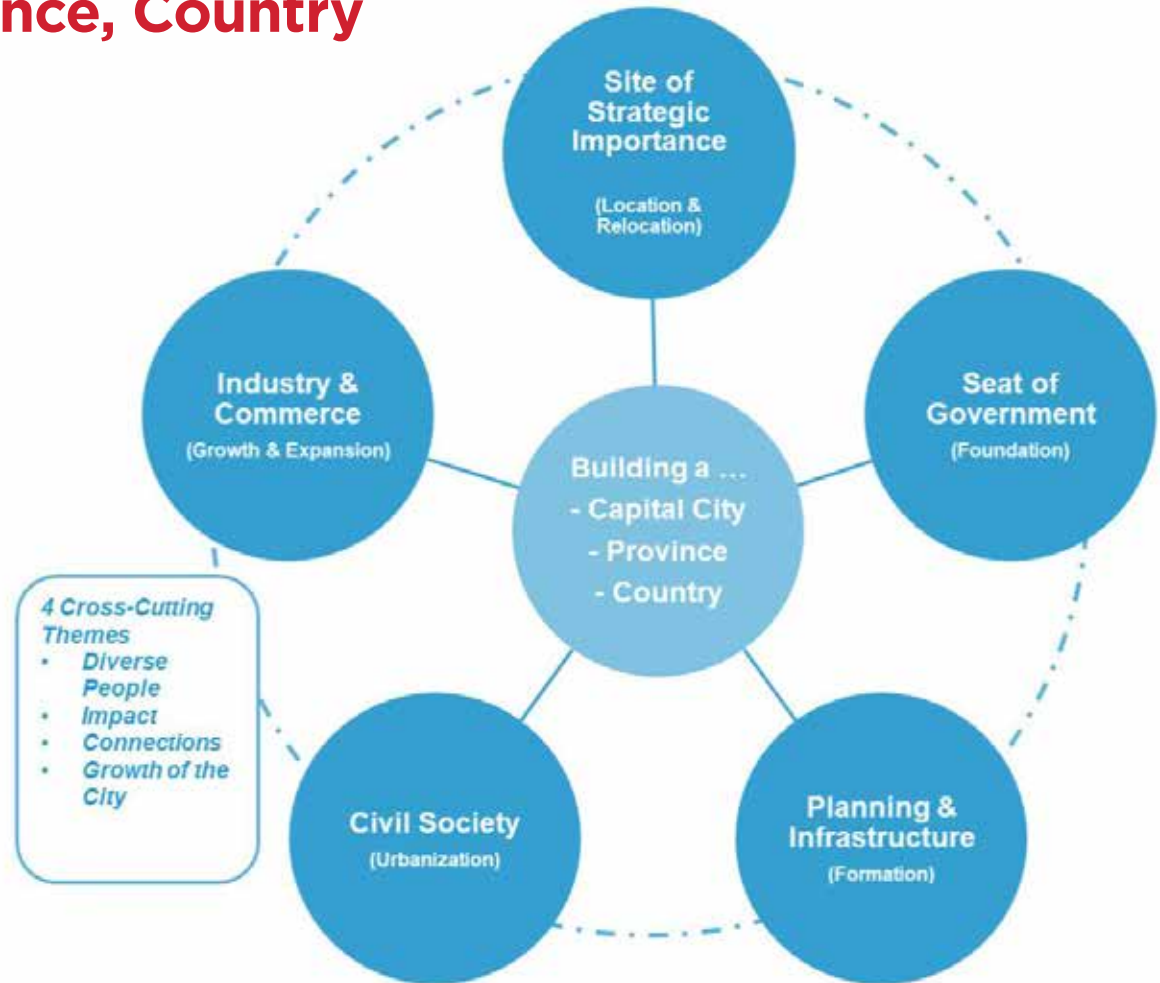 nce, Country
Site of
Strategic
Importance
(Location &
Relocation)
Industry &
Commerce
(Growth & Expansion)
Seat of
Government
(Foundation)
Building a ...
- Capital City
- Province
- Country
4 Cross-Cutting
Themes
• Diverse
People
• Impact
• Connections
• Growth of the
City
Civil Society
(Urbanization)
Planning &
Infrastructure
(Formation)